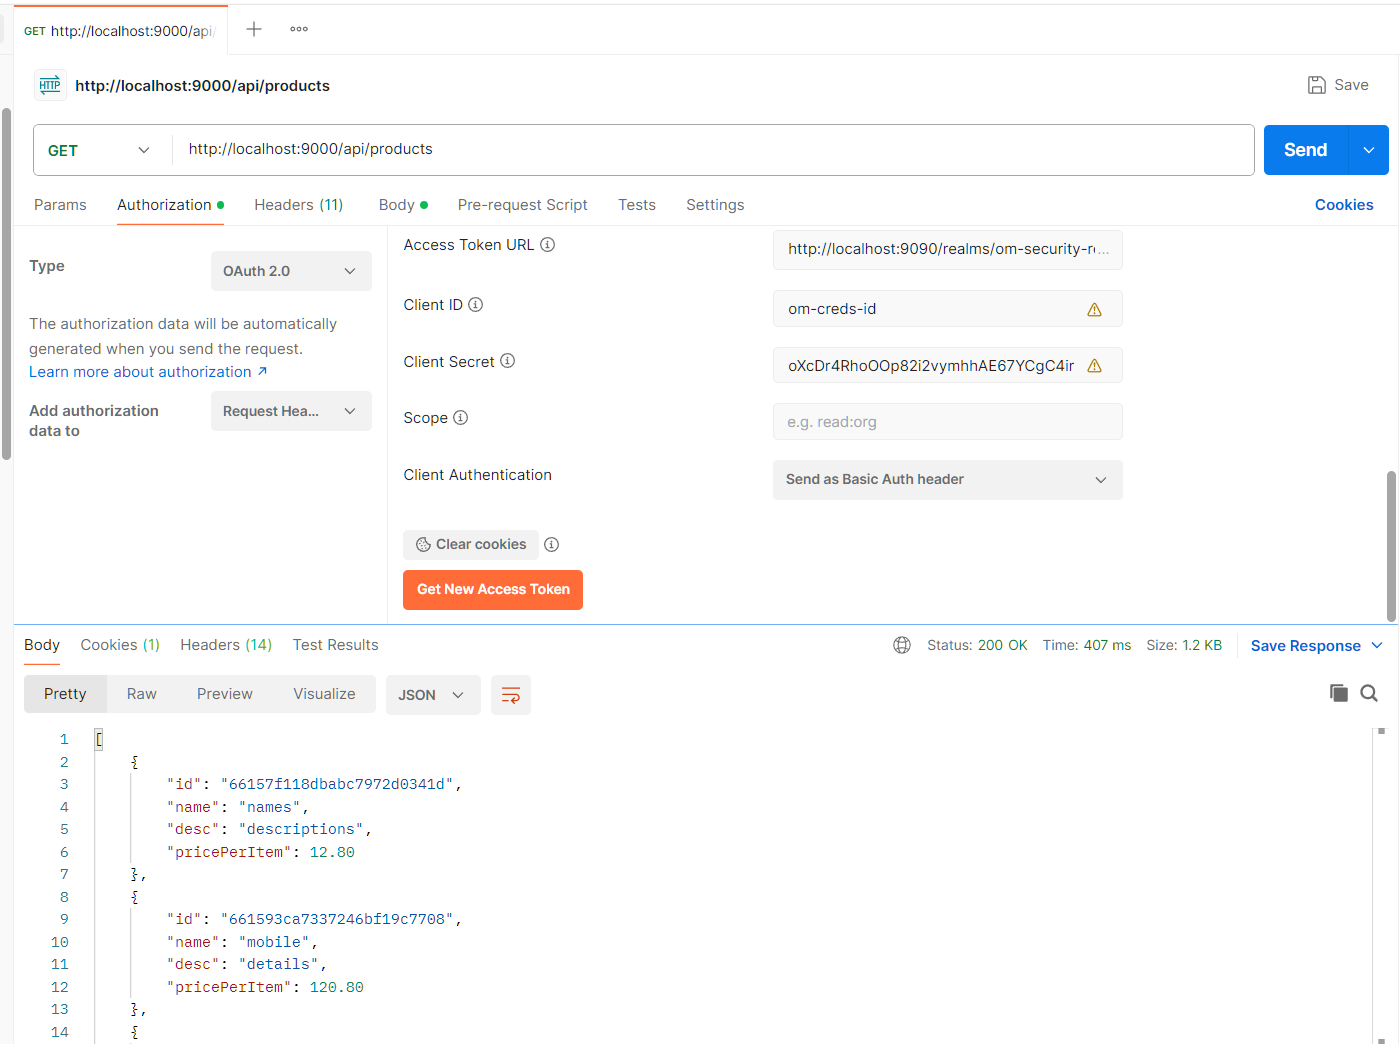 GET http://localhost:9000/api/
http://localhost:9000/api/products
Save
GET http://localhost:9000/api/products
Send
Params Authorization Headers (11) Body Pre-request Script Tests Settings Cookies
Type OAuth 2.0
The authorization data will be automatically
generated when you send the request.
Learn more about authorization ↗
Add authorization
data to
Request Hea...
Access Token URL http://localhost:9090/realms/om-security-r...
Client ID om-creds-id
Client Secret oXcDr4RhoOOp82i2vymhhAE67YCgC4ir
Scope e.g. read:org
Client Authentication Send as Basic Auth header
Clear cookies
Get New Access Token
Body Cookies (1) Headers (14) Test Results Status: 200 OK Time: 407 ms Size: 1.2 KB Save Response
Pretty Raw Preview Visualize JSON
1 [
2 {
3 "id": "66157f118dbabc7972d0341d",
4 "name": "names",
5 "desc": "descriptions",
6 "pricePerItem": 12.80
7 },
8 {
9 "id": "661593ca7337246bf19c7708",
10 "name": "mobile",
11 "desc": "details",
12 "pricePerItem": 120.80
13 },
14 {